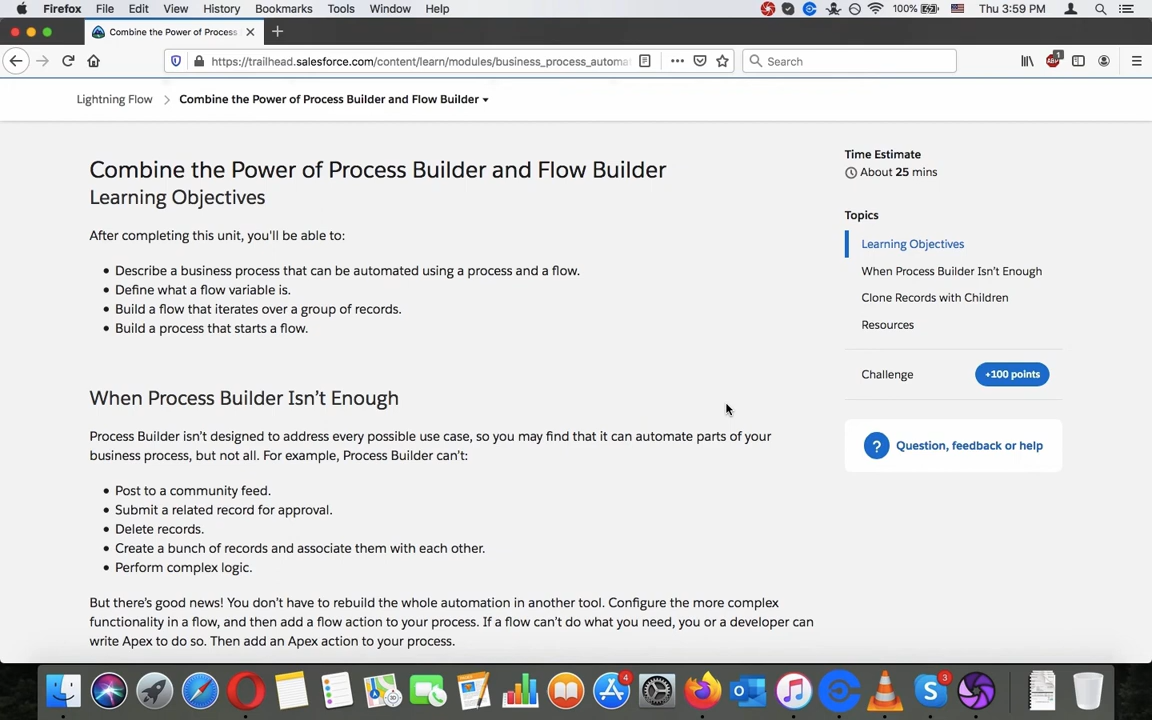 Firefox File Edit View History Bookmarks Tools Window Help 100% Thu 3:59 PM
Combine the Power of Process
https://trailhead.salesforce.com/content/learn/modules/business_process_automa
Search
1
ABP
Lightning Flow > Combine the Power of Process Builder and Flow Builder
Combine the Power of Process Builder and Flow Builder
Learning Objectives
After completing this unit, you'll be able to:
• Describe a business process that can be automated using a process and a flow.
• Define what a flow variable is.
• Build a flow that iterates over a group of records.
• Build a process that starts a flow.
When Process Builder Isn't Enough
Process Builder isn't designed to address every possible use case, so you may find that it can automate parts of your
business process, but not all. For example, Process Builder can't:
• Post to a community feed.
• Submit a related record for approval.
• Delete records.
• Create a bunch of records and associate them with each other.
• Perform complex logic.
But there's good news! You don't have to rebuild the whole automation in another tool. Configure the more complex
functionality in a flow, and then add a flow action to your process. If a flow can't do what you need, you or a developer can
write Apex to do so. Then add an Apex action to your process.
Time Estimate
About 25 mins
Topics
Learning Objectives
When Process Builder Isn't Enough
Clone Records with Children
Resources
Challenge +100 points
? Question, feedback or help
4
3